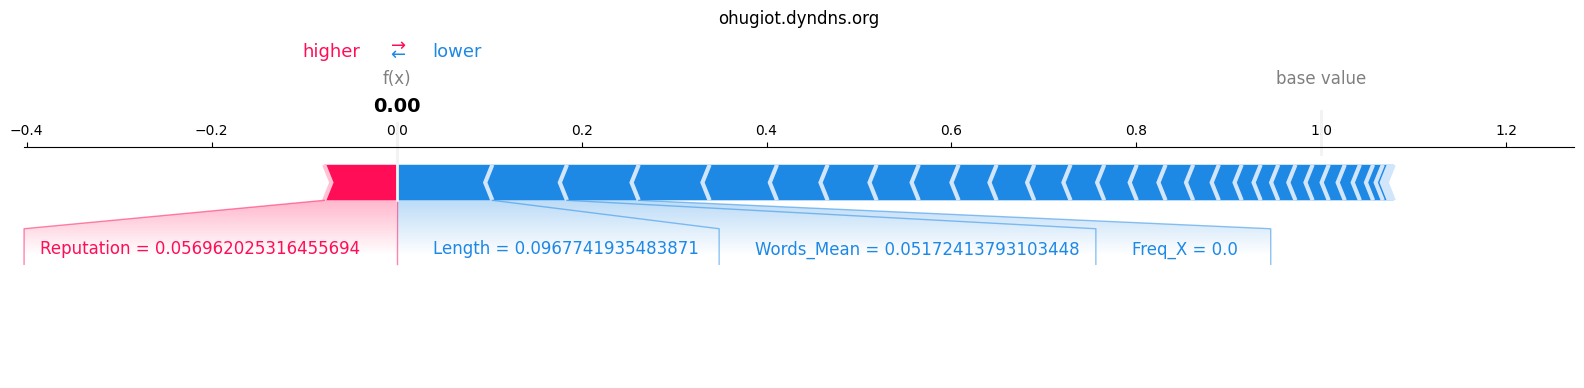 ohugiot.dyndns.org
higher → ← lower
f(x) base value
0.00
−0.4 −0.2 0.0 0.2 0.4 0.6 0.8 1.0 1.2
Reputation = 0.056962025316455694 Length = 0.0967741935483871 Words_Mean = 0.05172413793103448 Freq_X = 0.0